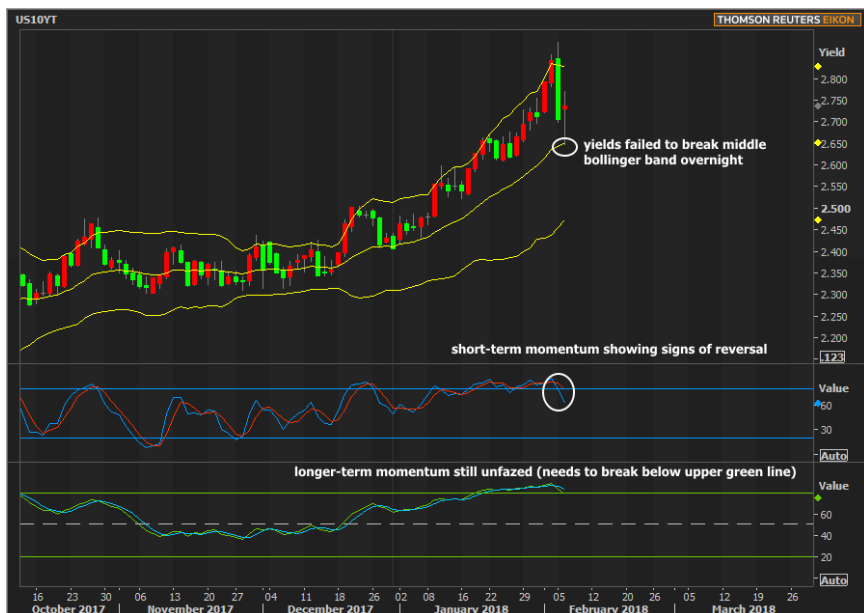 US10YT
THOMSON REUTERS EIKON
Yield
2.800
2.750
2.700
2.650
2.600
2.550
2.500
2.450
2.400
2.350
2.300
2.250
2.200
.123
yields failed to break middle
bollinger band overnight
short-term momentum showing signs of reversal
Value
60
30
Auto
longer-term momentum still unfazed (needs to break below upper green line)
Value
60
40
20
Auto
16 23 30 06 13 20 27 04 11 18 26 02 08 16 22 29 05 12 20 26 05 12 19 26
October 2017 November 2017 December 2017 January 2018 February 2018 March 2018